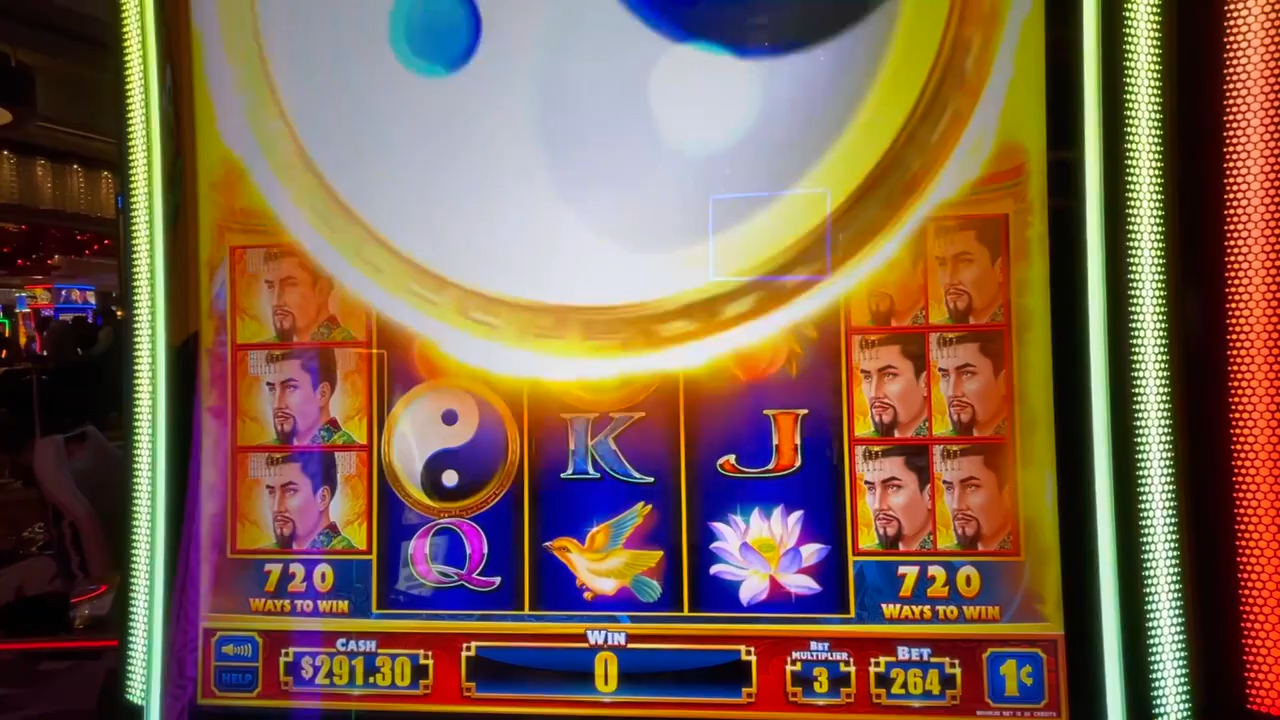 K
J
Q
720
WAYS TO WIN
720
WAYS TO WIN
HELP
CASH
$291.30
WIN
0
BET
MULTIPLIER
3
BET
264
1¢